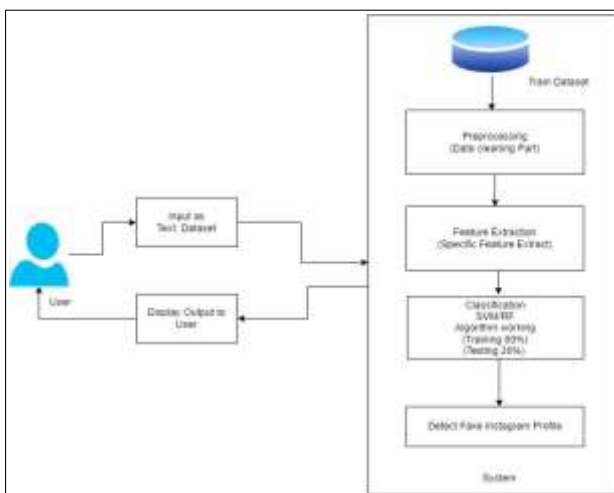 Train Dataset
Preprocessing
(Data cleaning Part)
Input as
Text Dataset
Feature Extraction
(Specific Feature Extract)
User
Display Output to
User
Classification
SVM/RF
Algorithm working
(Training 80%)
(Testing 20%)
Detect Fake Instagram Profile
System